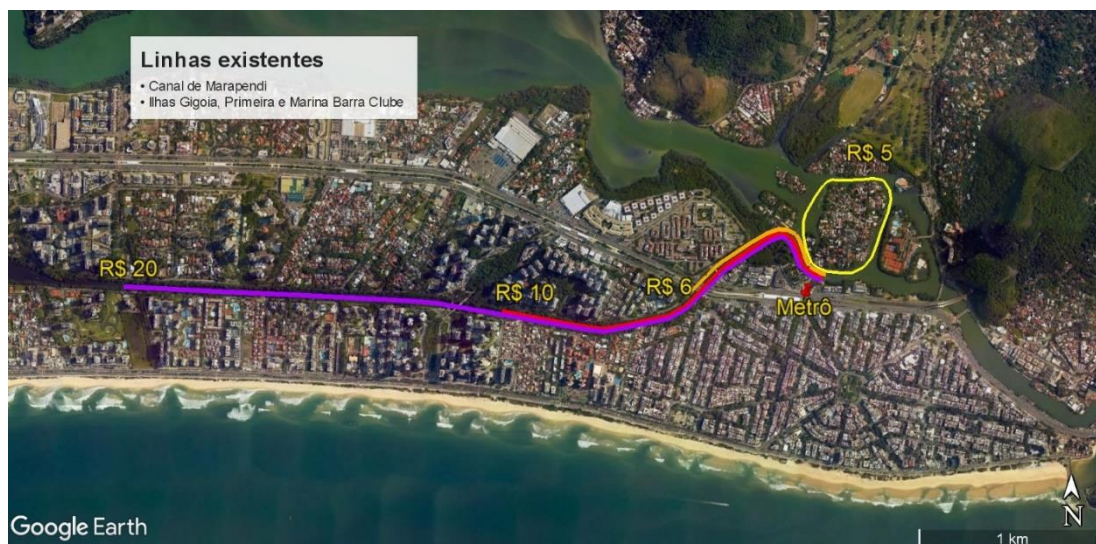 Linhas existentes
• Canal de Marapendi
• Ilhas Gigoia, Primeira e Marina Barra Clube
R$ 5
R$ 20
R$ 10
R$ 6
Metrô
N
Google Earth
1 km